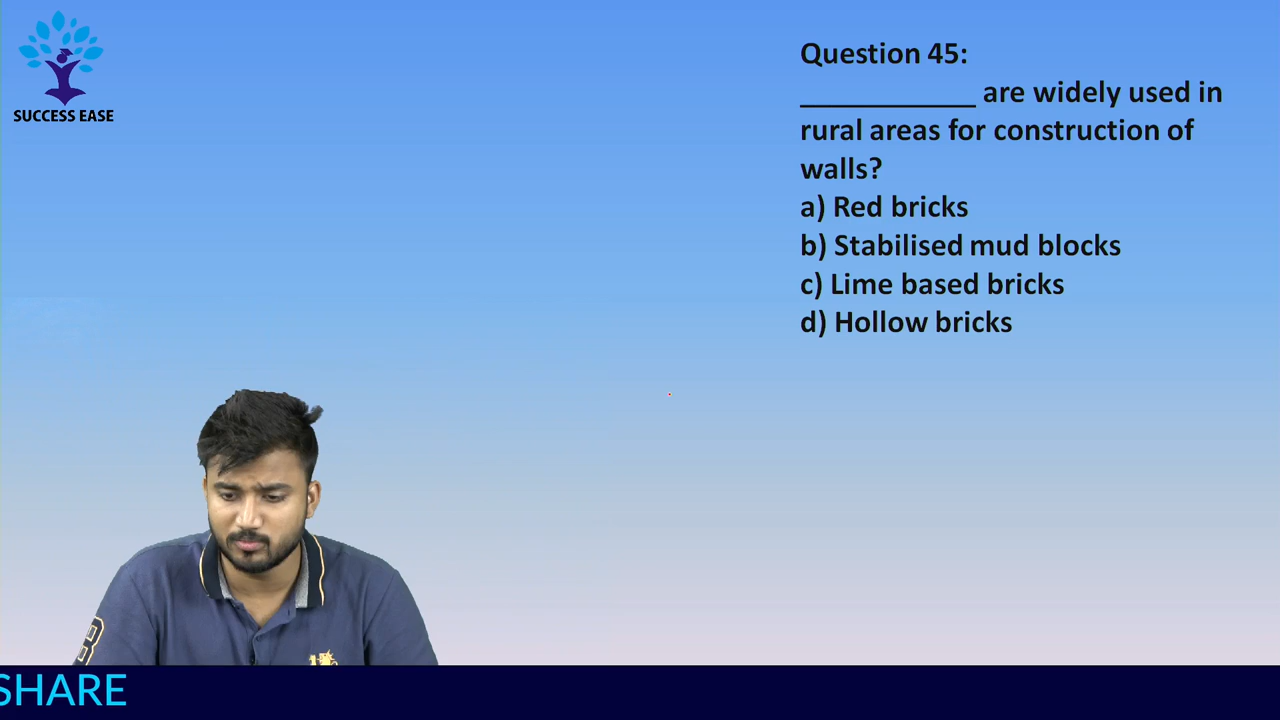 SUCCESS EASE
Question 45:
___________ are widely used in
rural areas for construction of
walls?
a) Red bricks
b) Stabilised mud blocks
c) Lime based bricks
d) Hollow bricks
SHARE